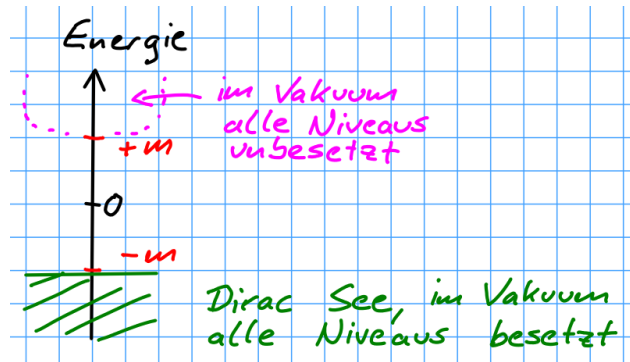 Energie
im Vakuum
alle Niveaus
unbesetzt
+m
0
-m
Dirac See, im Vakuum
alle Niveaus besetzt